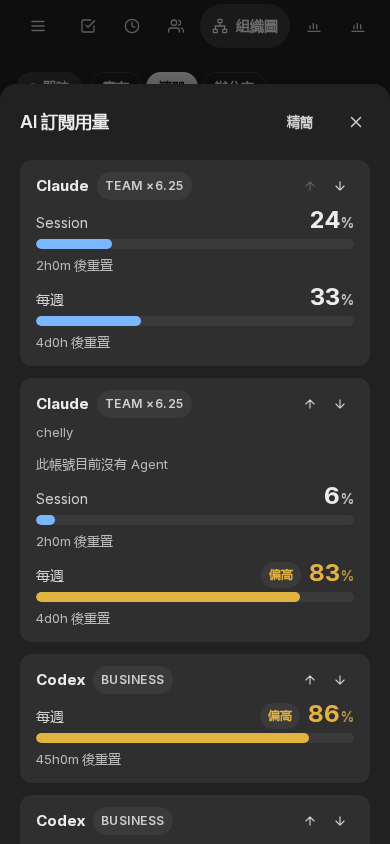 組織圖
AI 訂閱用量
精簡
Claude TEAM ×6.25
Session 24%
2h0m 後重置
每週 33%
4d0h 後重置
Claude TEAM ×6.25
chelly
此帳號目前沒有 Agent
Session 6%
2h0m 後重置
每週 偏高 83%
4d0h 後重置
Codex BUSINESS
每週 偏高 86%
45h0m 後重置
Codex BUSINESS